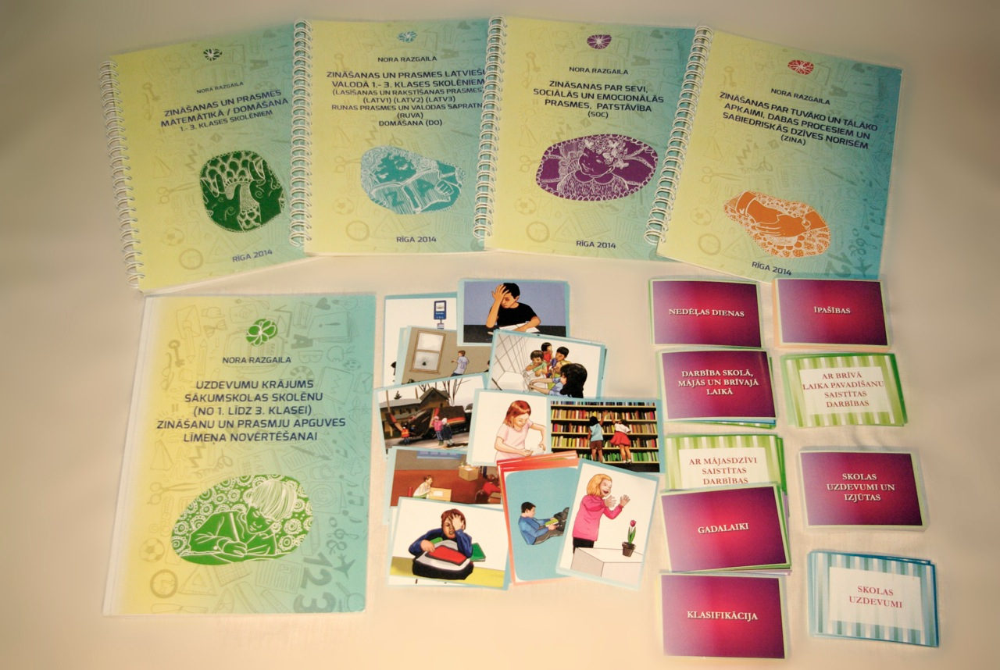 NORA RAZGAILA
ZINĀŠANAS UN PRASMES
MATEMĀTIKĀ / DOMĀŠANA
1.- 3. KLASES SKOLĒNIEM
RĪGA 2014
NORA RAZGAILA
ZINĀŠANAS UN PRASMES LATVIEŠU
VALODĀ 1.- 3. KLASES SKOLĒNIEM
(LASĪŠANAS UN RAKSTĪŠANAS PRASMES)
(LATV1) (LATV2) (LATV3)
RUNAS PRASMES UN VALODAS SAPRATNE
(RUVA)
DOMĀŠANA (DO)
RĪGA 2014
NORA RAZGAILA
ZINĀŠANAS PAR SEVI,
SOCIĀLĀS UN EMOCIONĀLĀS
PRASMES, PATSTĀVĪBA
(SOC)
RĪGA 2014
NORA RAZGAILA
ZINĀŠANAS PAR TUVĀKO UN TĀLĀKO
APKAIMI, DABAS PROCESIEM UN
SABIEDRISKĀS DZĪVES NORISĒM
(ZINA)
RĪGA 2014
NORA RAZGAILA
UZDEVUMU KRĀJUMS
SĀKUMSKOLAS SKOLĒNU
(NO 1. LĪDZ 3. KLASEI)
ZINĀŠANU UN PRASMJU APGUVES
LĪMEŅA NOVĒRTĒŠANAI
NEDĒĻAS DIENAS
ĪPAŠĪBAS
DARBĪBA SKOLĀ,
MĀJĀS UN BRĪVAJĀ
LAIKĀ
AR BRĪVĀ
LAIKA PAVADĪŠANU
SAISTĪTAS
DARBĪBAS
AR MĀJASDZĪVI
SAISTĪTAS
DARBĪBAS
SKOLAS
UZDEVUMI UN
IZJŪTAS
GADALAIKI
SKOLAS
UZDEVUMI
KLASIFIKĀCIJA